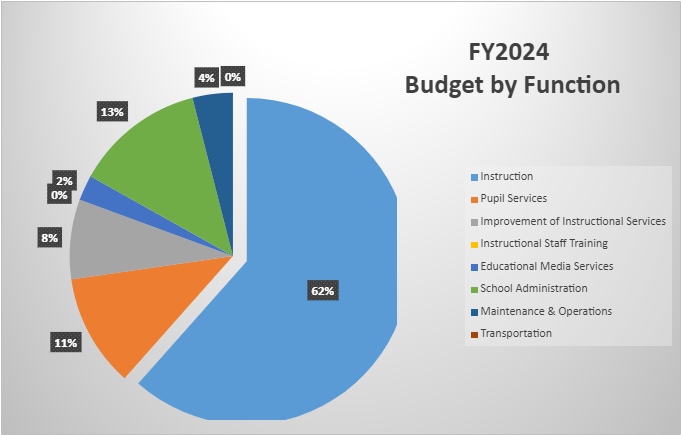 FY2024
Budget by Function
4%
0%
13%
2%
0%
8%
11%
62%
Instruction
Pupil Services
Improvement of Instructional Services
Instructional Staff Training
Educational Media Services
School Administration
Maintenance & Operations
Transportation